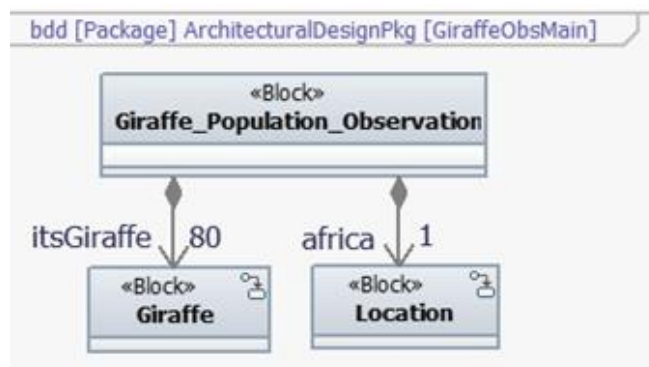 bdd [Package] ArchitecturalDesignPkg [GiraffeObsMain]
«Block»
Giraffe_Population_Observation
itsGiraffe 80 africa 1
«Block» «Block»
Giraffe Location